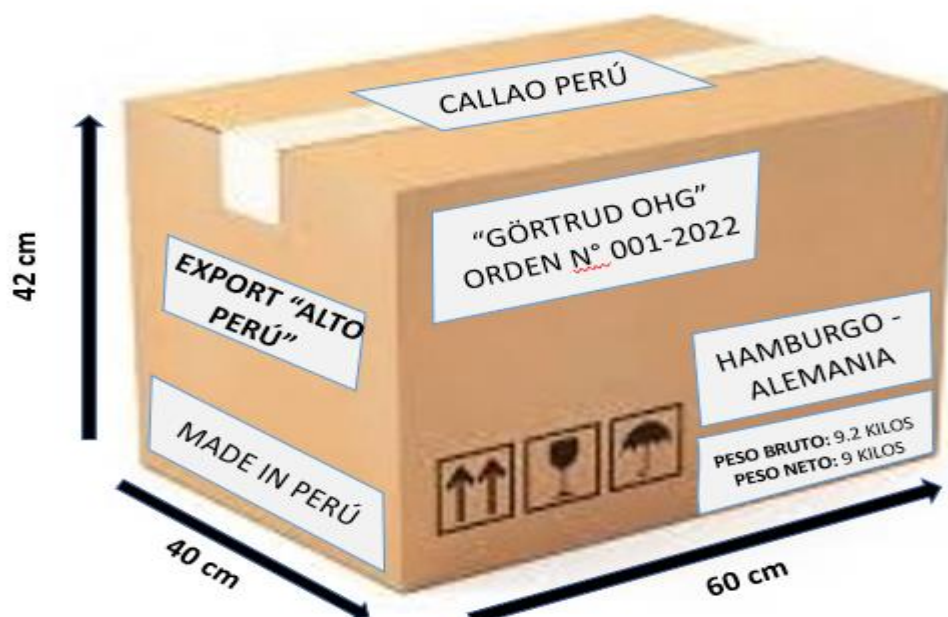 CALLAO PERÚ
"GÖRTRUD OHG"
ORDEN N° 001-2022
EXPORT "ALTO
PERÚ"
MADE IN PERÚ
HAMBURGO -
ALEMANIA
PESO BRUTO: 9.2 KILOS
PESO NETO: 9 KILOS
42 cm
40 cm
60 cm